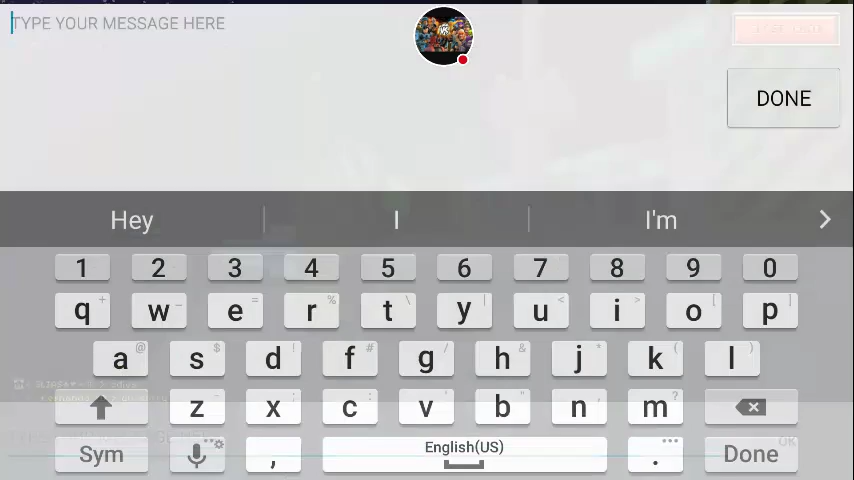 TYPE YOUR MESSAGE HERE
DONE
Hey I I'm
1 2 3 4 5 6 7 8 9 0
q + w _ e = r % t \ y | u < i > o [ p ]
a @ s $ d ! f # g / h & j * k ( l )
z - x ' c : v ; b " n , m ?
Sym , English(US) . Done OK